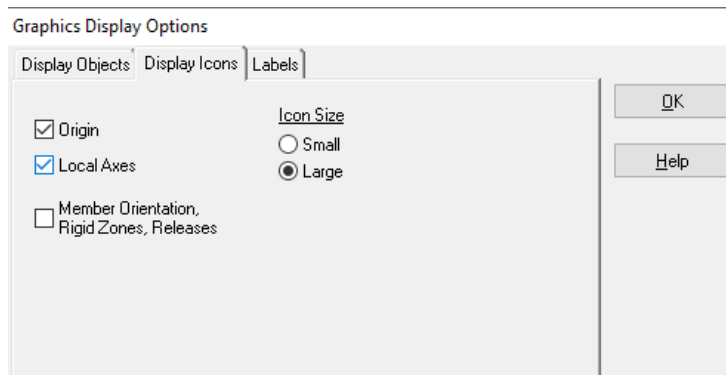 Graphics Display Options
Display Objects Display Icons Labels
Origin
Local Axes
Member Orientation,
Rigid Zones, Releases
Icon Size
Small
Large
OK
Help